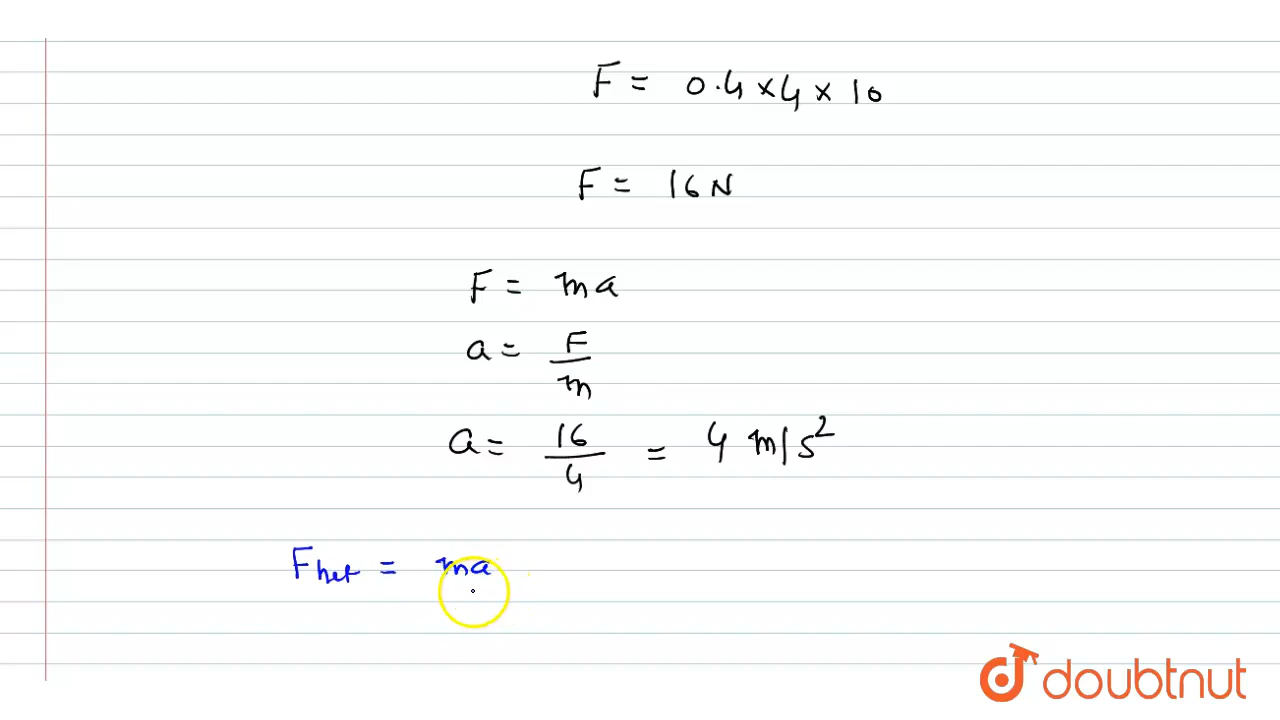 F = 0.4 × 4 × 10
F = 16 N
F = ma
a = F/m
a = 16/4 = 4 m/s²
Fnet = ma
doubtnut